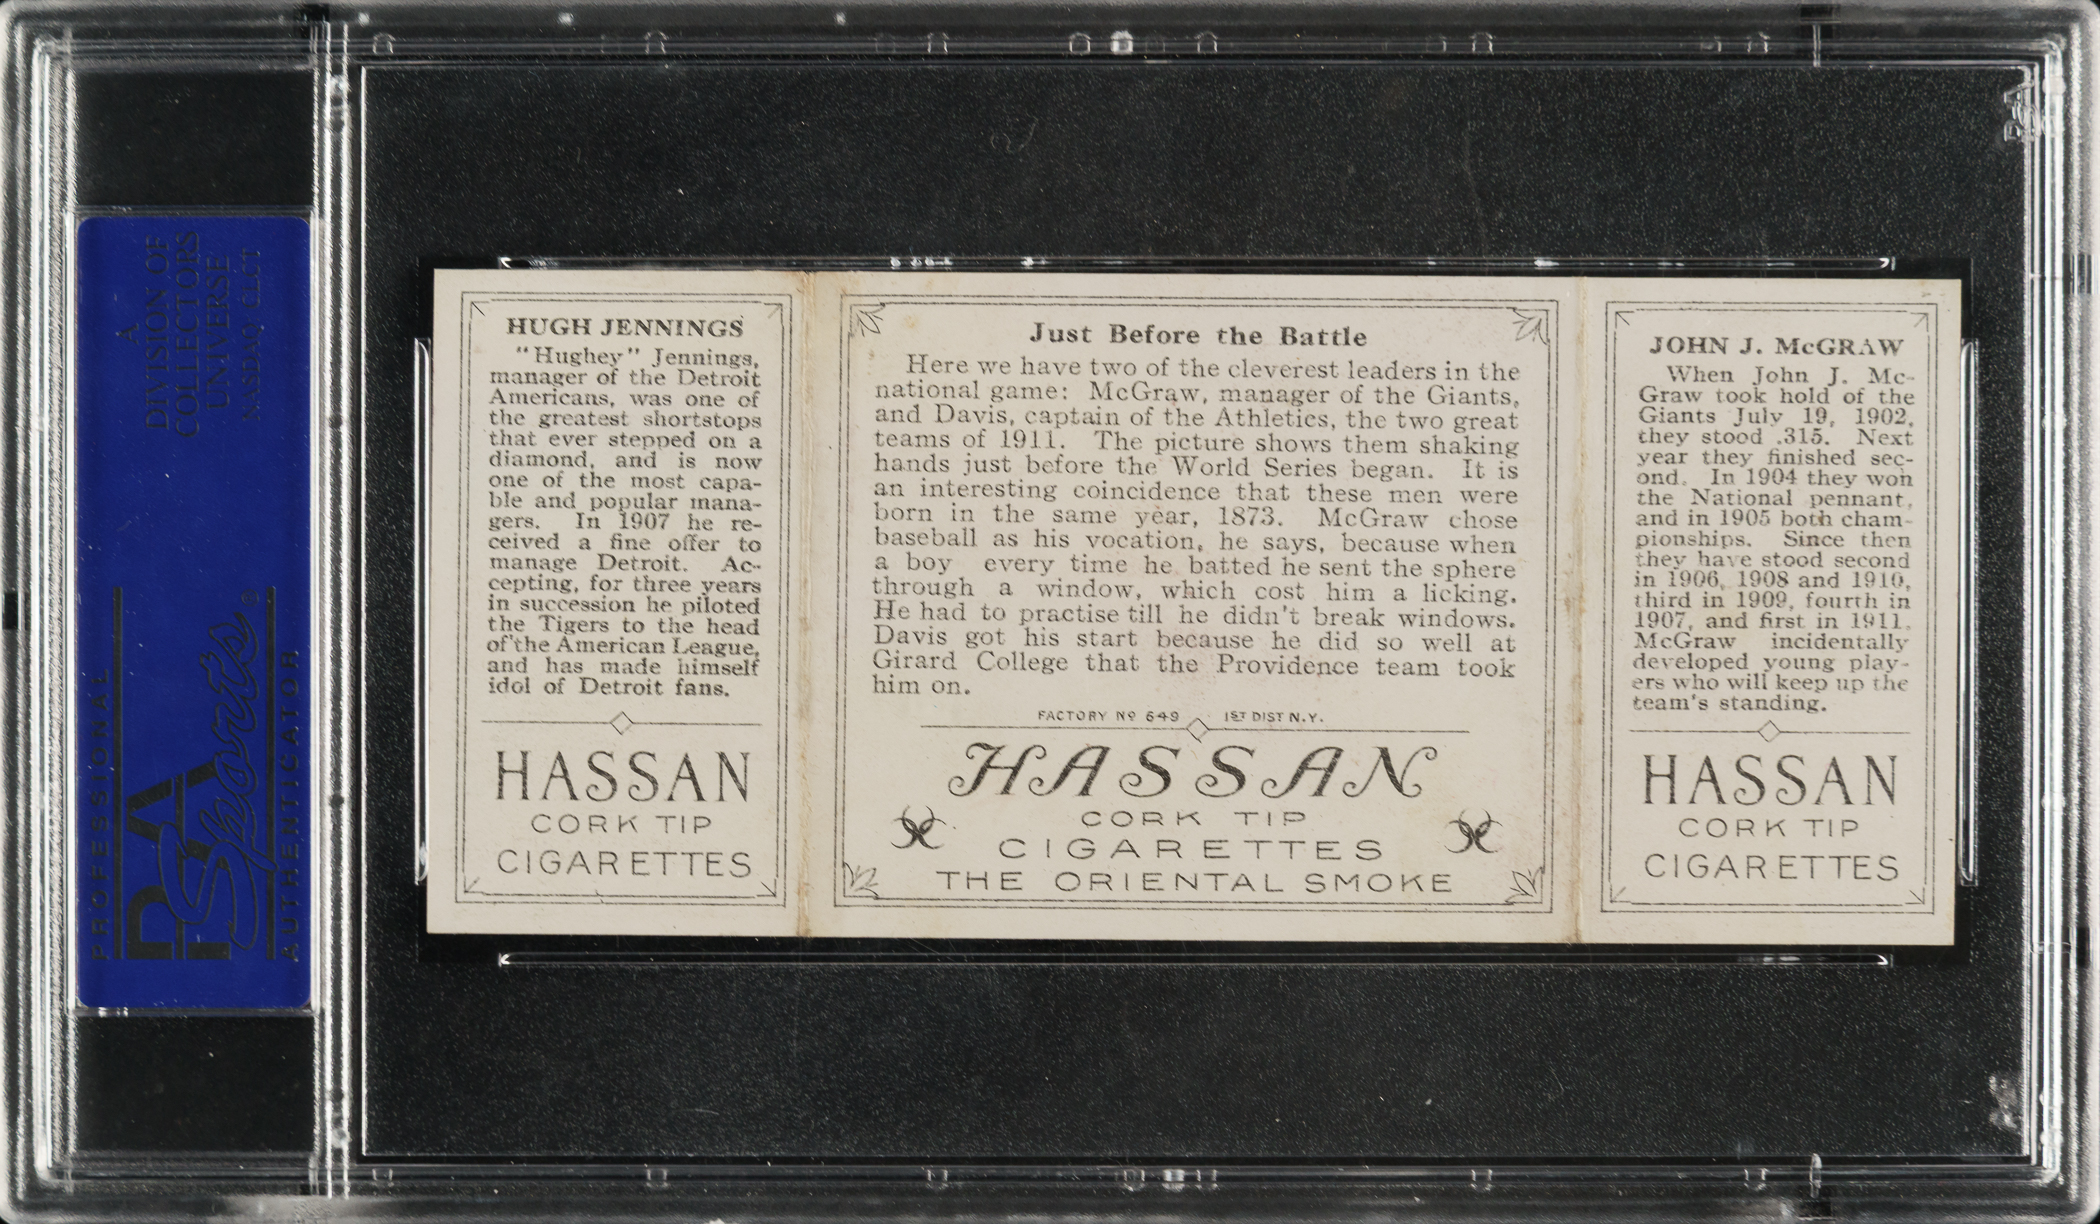 A
DIVISION OF
COLLECTORS
UNIVERSE
NASDAQ CLCT
PROFESSIONAL
PSA
Sports®
AUTHENTICATOR
HUGH JENNINGS
"Hughey" Jennings,
manager of the Detroit
Americans, was one of
the greatest shortstops
that ever stepped on a
diamond, and is now
one of the most capa-
ble and popular mana-
gers. In 1907 he re-
ceived a fine offer to
manage Detroit. Ac-
cepting, for three years
in succession he piloted
the Tigers to the head
of the American League,
and has made himself
idol of Detroit fans.
HASSAN
CORK TIP
CIGARETTES
Just Before the Battle
Here we have two of the cleverest leaders in the
national game: McGraw, manager of the Giants,
and Davis, captain of the Athletics, the two great
teams of 1911. The picture shows them shaking
hands just before the World Series began. It is
an interesting coincidence that these men were
born in the same year, 1873. McGraw chose
baseball as his vocation, he says, because when
a boy every time he batted he sent the sphere
through a window, which cost him a licking.
He had to practise till he didn't break windows.
Davis got his start because he did so well at
Girard College that the Providence team took
him on.
FACTORY Nº 649 1ST DIST N.Y.
HASSAN
CORK TIP
CIGARETTES
THE ORIENTAL SMOKE
JOHN J. McGRAW
When John J. Mc-
Graw took hold of the
Giants July 19, 1902,
they stood .315. Next
year they finished sec-
ond. In 1904 they won
the National pennant,
and in 1905 both cham-
pionships. Since then
they have stood second
in 1906, 1908 and 1910,
third in 1909, fourth in
1907, and first in 1911.
McGraw incidentally
developed young play-
ers who will keep up the
team's standing.
HASSAN
CORK TIP
CIGARETTES
PSA